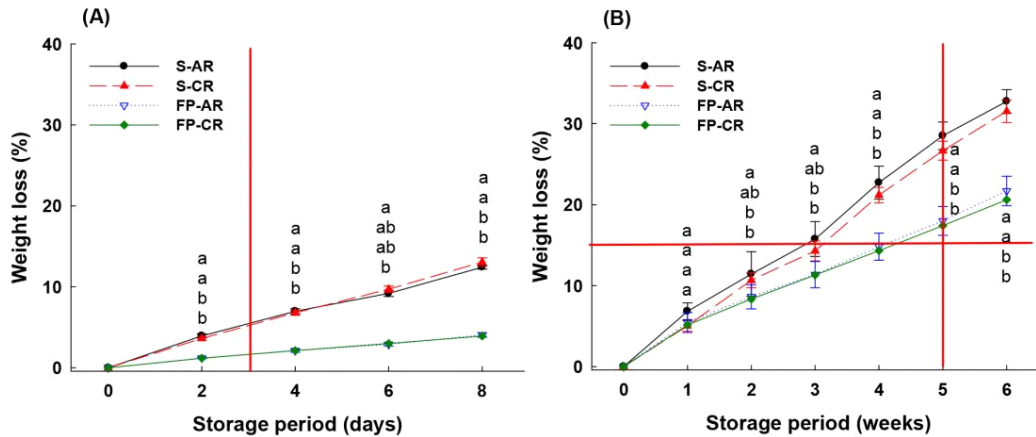 (A)
40
30
20
10
0
Weight loss (%)
S-AR
S-CR
FP-AR
FP-CR
a
a
b
b
a
a
b
b
a
ab
ab
b
a
a
b
b
0 2 4 6 8
Storage period (days)
(B)
40
30
20
10
0
Weight loss (%)
S-AR
S-CR
FP-AR
FP-CR
a
a
a
a
a
ab
b
b
a
ab
b
b
a
a
b
b
a
a
b
b
a
a
b
b
0 1 2 3 4 5 6
Storage period (weeks)